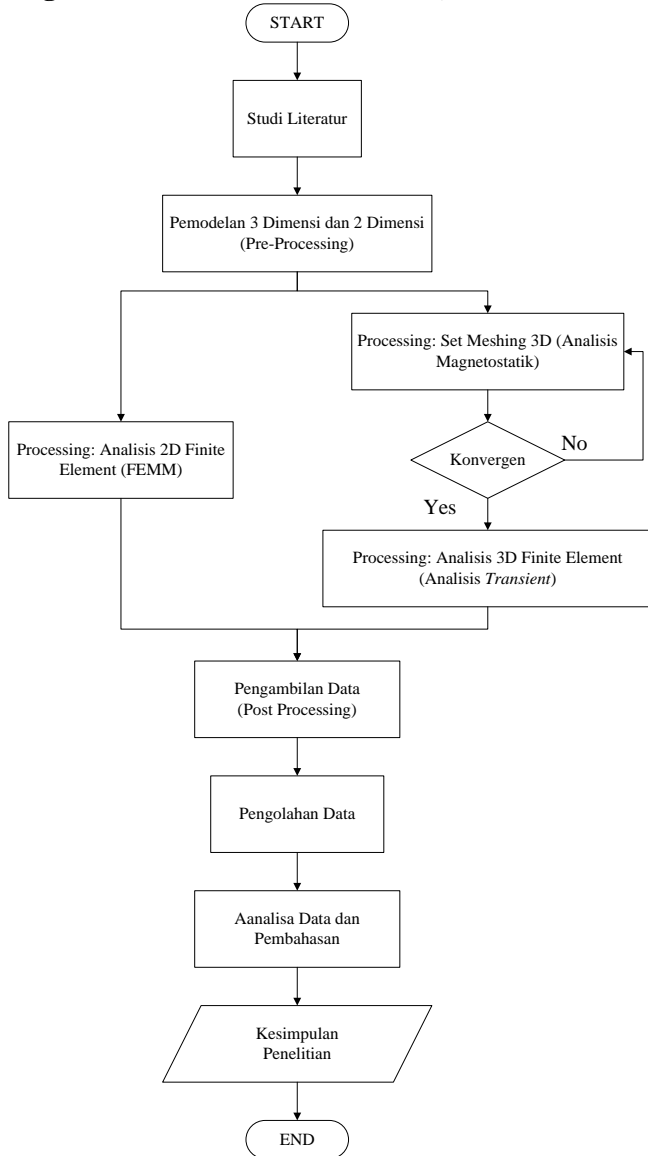 START
Studi Literatur
Pemodelan 3 Dimensi dan 2 Dimensi
(Pre-Processing)
Processing: Set Meshing 3D (Analisis
Magnetostatik)
Processing: Analisis 2D Finite
Element (FEMM)
Konvergen
No
Yes
Processing: Analisis 3D Finite Element
(Analisis Transient)
Pengambilan Data
(Post Processing)
Pengolahan Data
Aanalisa Data dan
Pembahasan
Kesimpulan
Penelitian
END